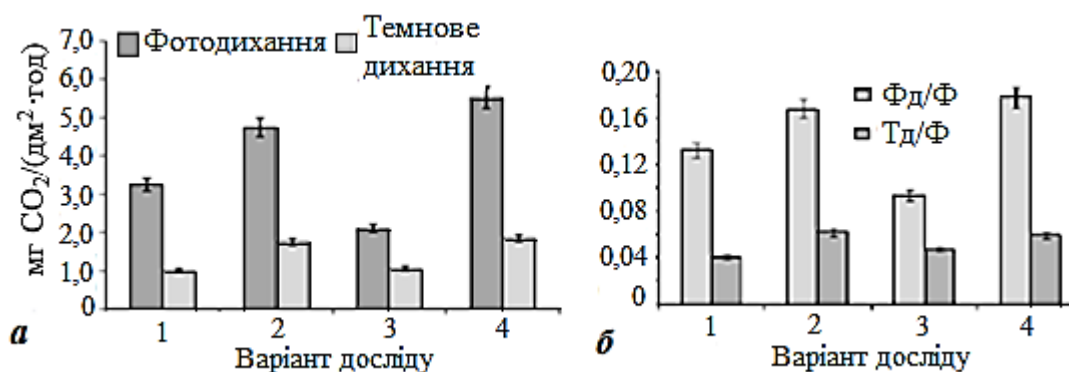 мг CO₂/(дм²·год)
7,0
6,0
5,0
4,0
3,0
2,0
1,0
0
Фотодихання
Темнове
дихання
1 2 3 4
Варіант досліду
а
0,20
0,16
0,12
0,08
0,04
0
Фд/Ф
Тд/Ф
1 2 3 4
Варіант досліду
б